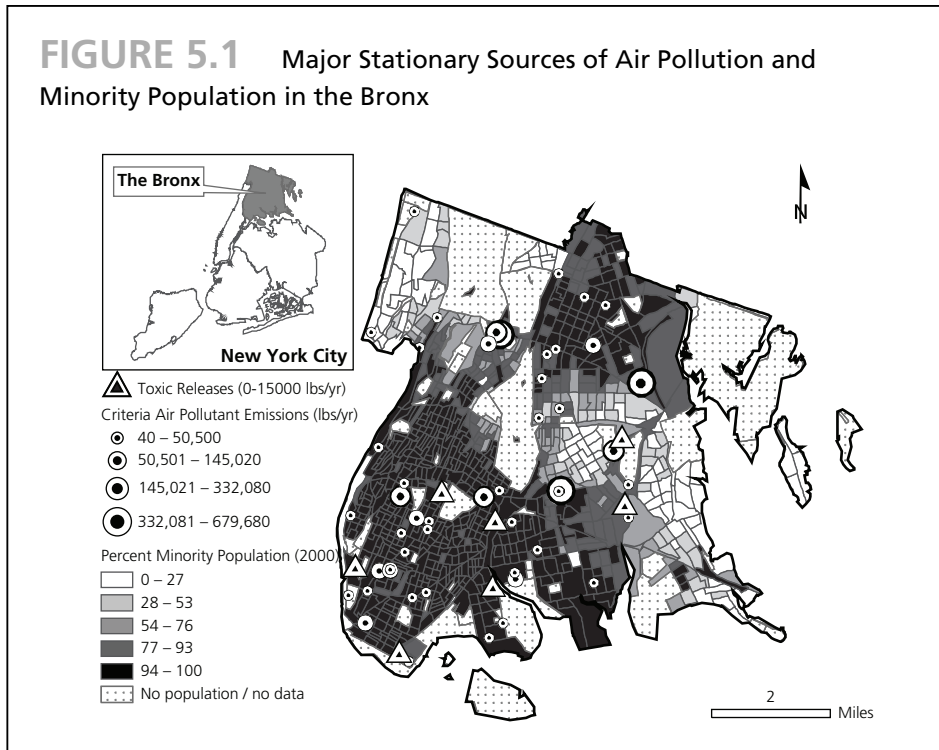 FIGURE 5.1 Major Stationary Sources of Air Pollution and
Minority Population in the Bronx
The Bronx
New York City
N
Toxic Releases (0-15000 lbs/yr)
Criteria Air Pollutant Emissions (lbs/yr)
40 – 50,500
50,501 – 145,020
145,021 – 332,080
332,081 – 679,680
Percent Minority Population (2000)
0 – 27
28 – 53
54 – 76
77 – 93
94 – 100
No population / no data
2
Miles